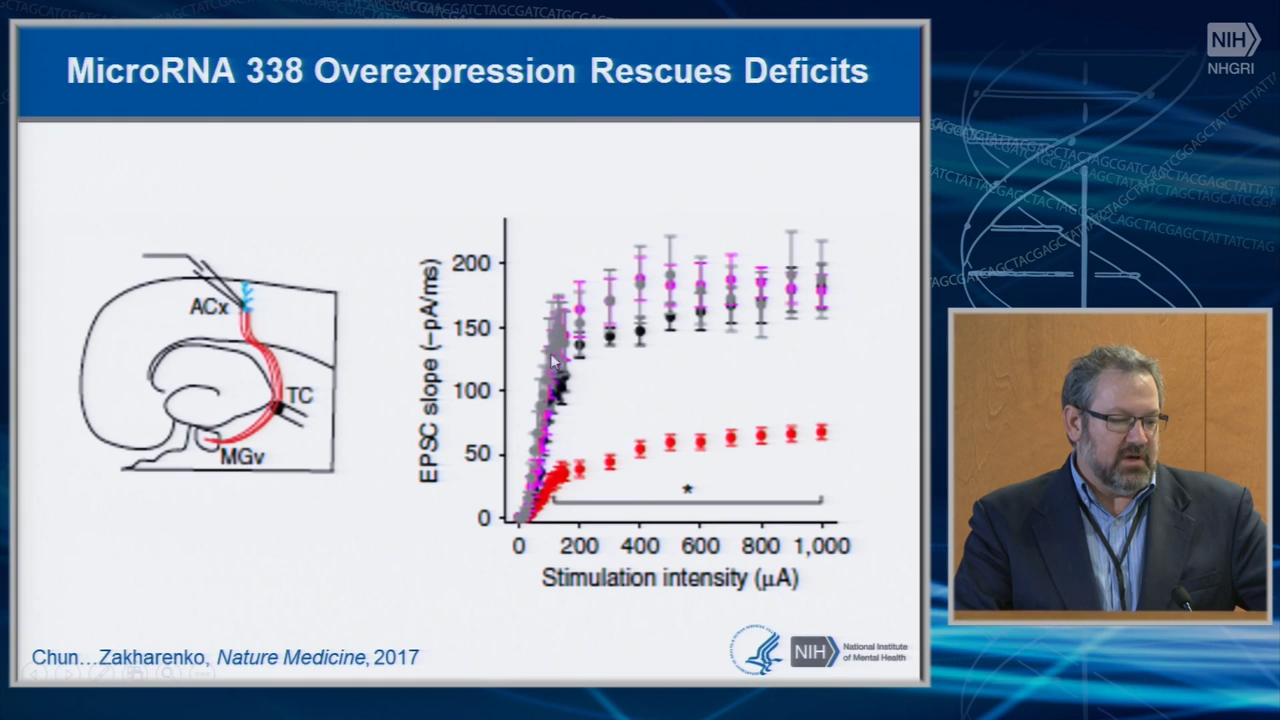 MicroRNA 338 Overexpression Rescues Deficits
NIH
NHGRI
ACx
TC
MGv
EPSC slope (−pA/ms)
200
150
100
50
0
*
0 200 400 600 800 1,000
Stimulation intensity (µA)
Chun…Zakharenno, Nature Medicine, 2017
NIH
National Institute
of Mental Health